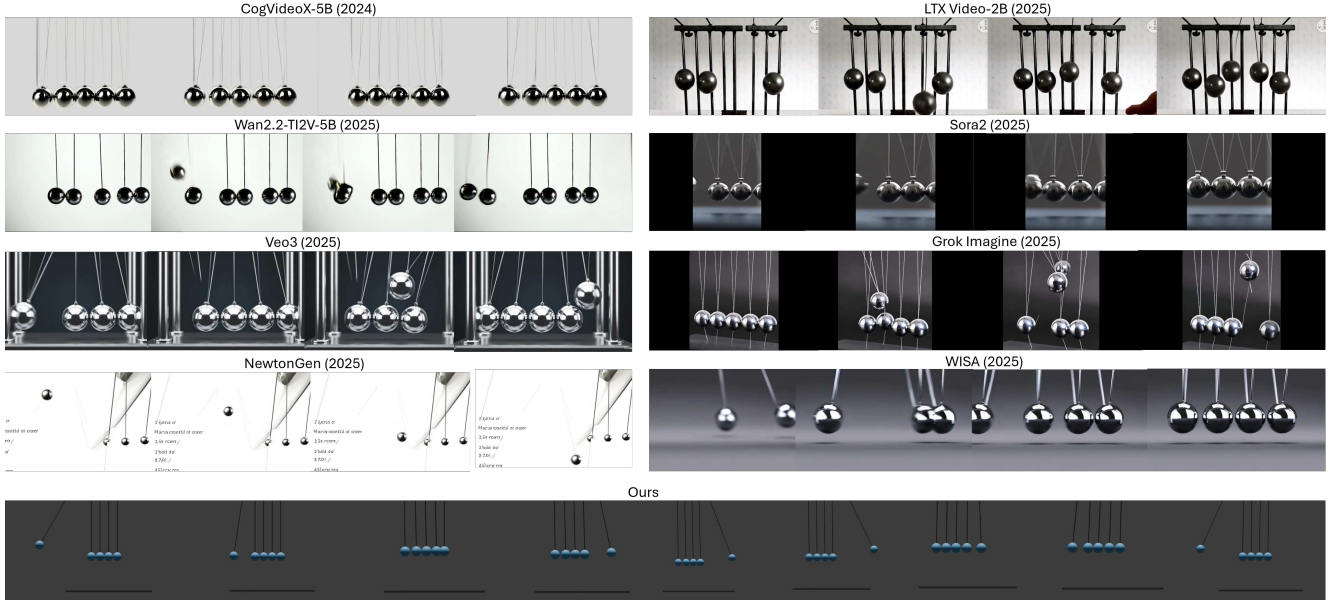 CogVideoX-5B (2024)
LTX Video-2B (2025)
Wan2.2-TI2V-5B (2025)
Sora2 (2025)
Veo3 (2025)
Grok Imagine (2025)
NewtonGen (2025)
WISA (2025)
Ours